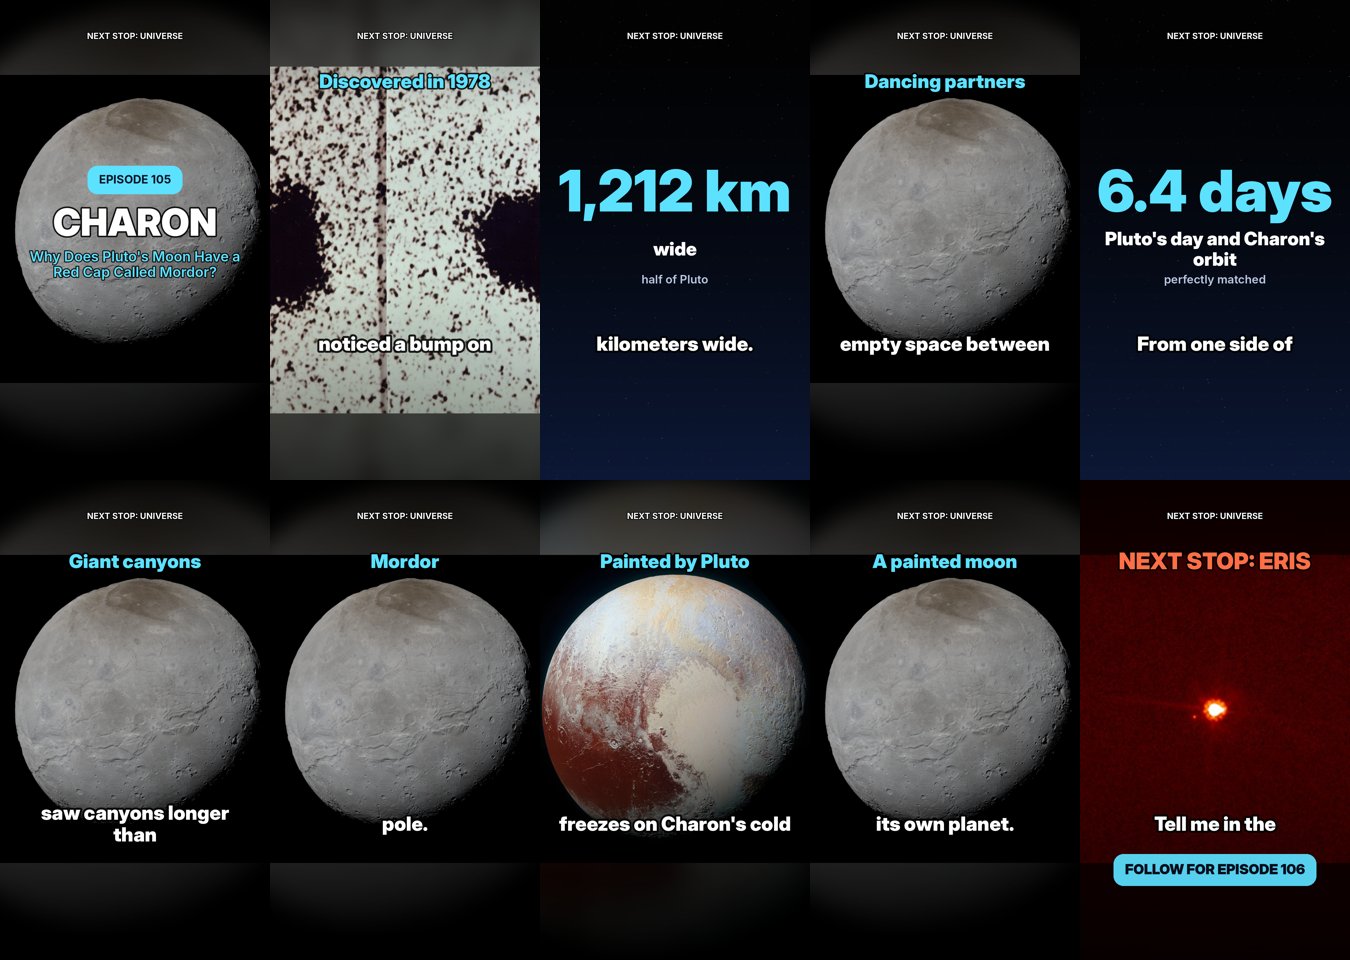 NEXT STOP: UNIVERSE
EPISODE 105
CHARON
Why Does Pluto's Moon Have a
Red Cap Called Mordor?
NEXT STOP: UNIVERSE
Discovered in 1978
noticed a bump on
NEXT STOP: UNIVERSE
1,212 km
wide
half of Pluto
kilometers wide.
NEXT STOP: UNIVERSE
Dancing partners
empty space between
NEXT STOP: UNIVERSE
6.4 days
Pluto's day and Charon's
orbit
perfectly matched
From one side of
NEXT STOP: UNIVERSE
Giant canyons
saw canyons longer
than
NEXT STOP: UNIVERSE
Mordor
pole.
NEXT STOP: UNIVERSE
Painted by Pluto
freezes on Charon's cold
NEXT STOP: UNIVERSE
A painted moon
its own planet.
NEXT STOP: UNIVERSE
NEXT STOP: ERIS
Tell me in the
FOLLOW FOR EPISODE 106